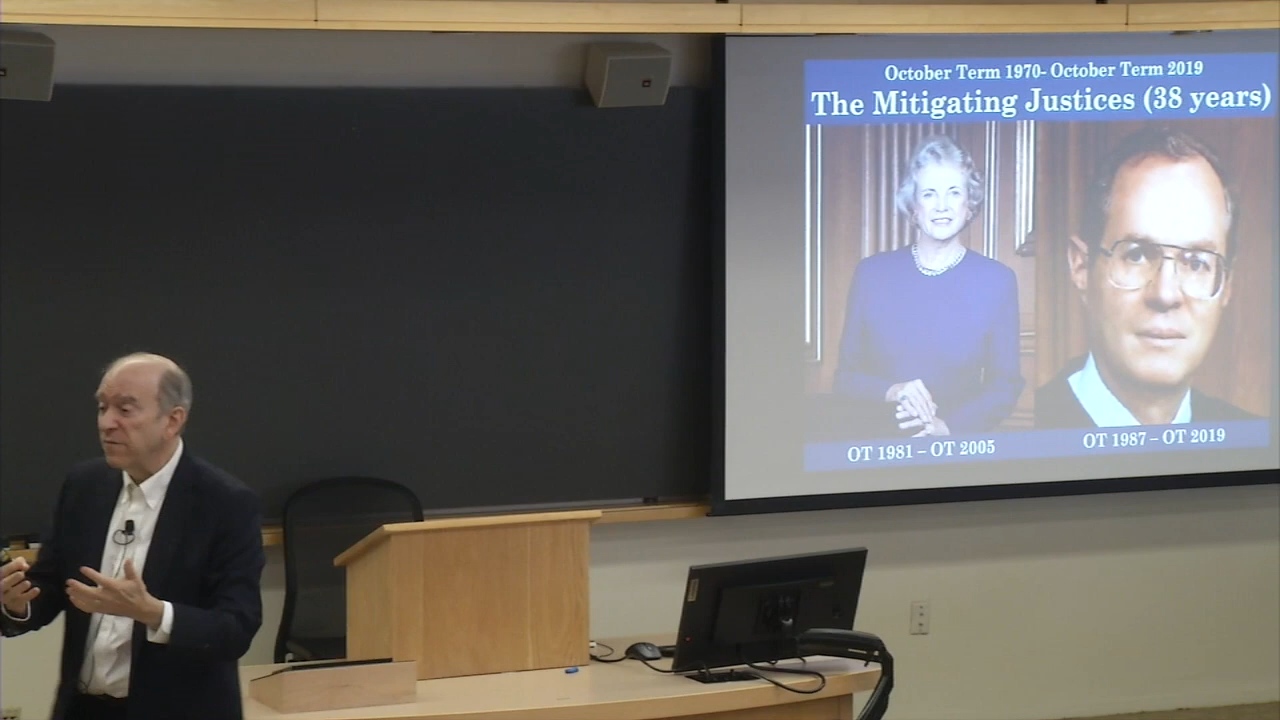 October Term 1970- October Term 2019
The Mitigating Justices (38 years)
OT 1981 – OT 2005
OT 1987 – OT 2019